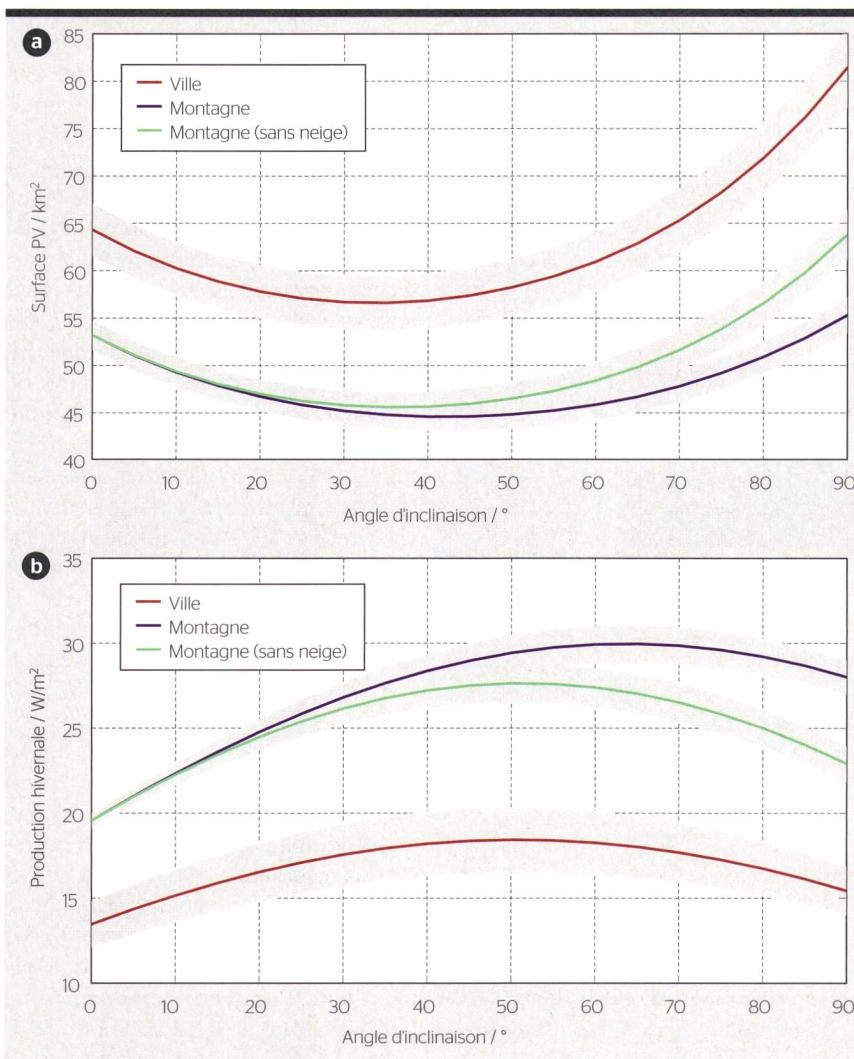 a
85
80
75
70
65
60
55
50
45
40
Surface PV / km²
Ville
Montagne
Montagne (sans neige)
0 10 20 30 40 50 60 70 80 90
Angle d'inclinaison / °
b
35
30
25
20
15
10
Production hivernale / W/m²
Ville
Montagne
Montagne (sans neige)
0 10 20 30 40 50 60 70 80 90
Angle d'inclinaison / °